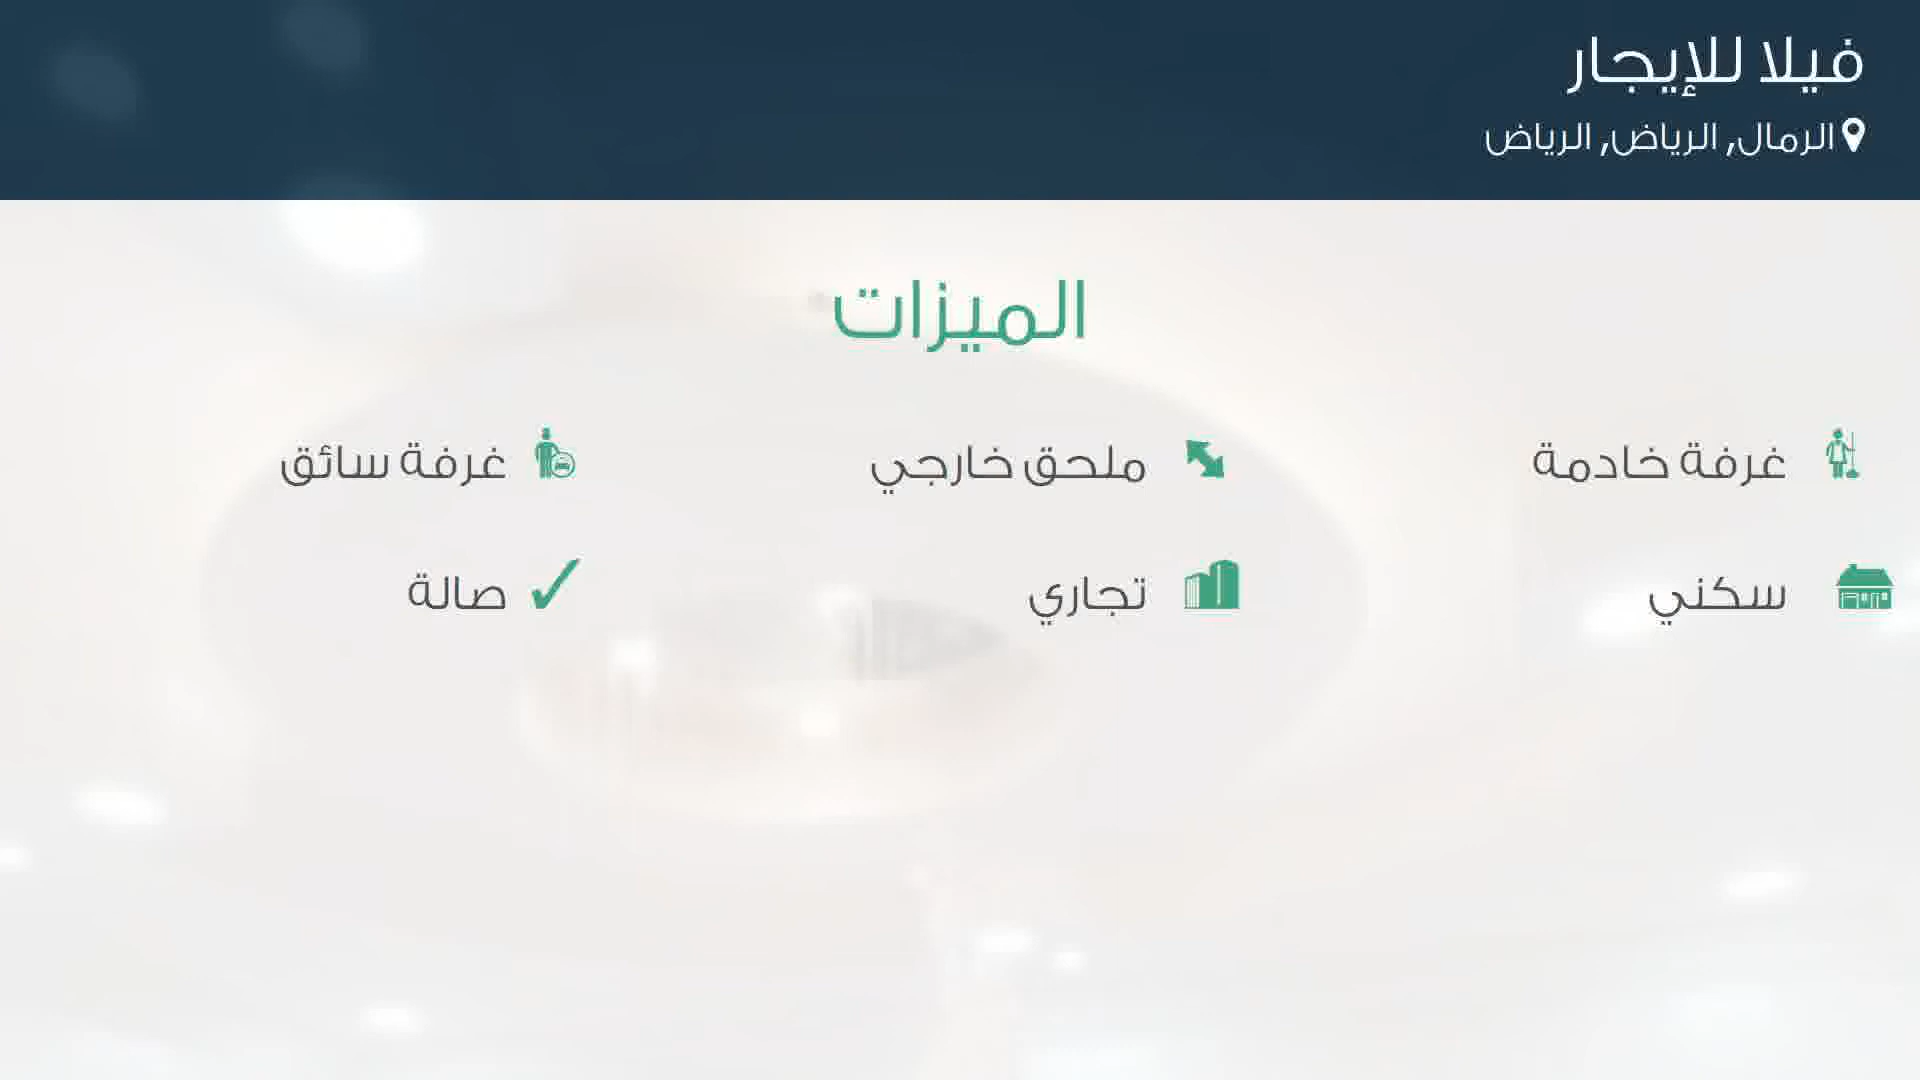 فيلا للإيجار
الرمال, الرياض, الرياض
الميزات
غرفة خادمة
ملحق خارجي
غرفة سائق
سكني
تجاري
صالة